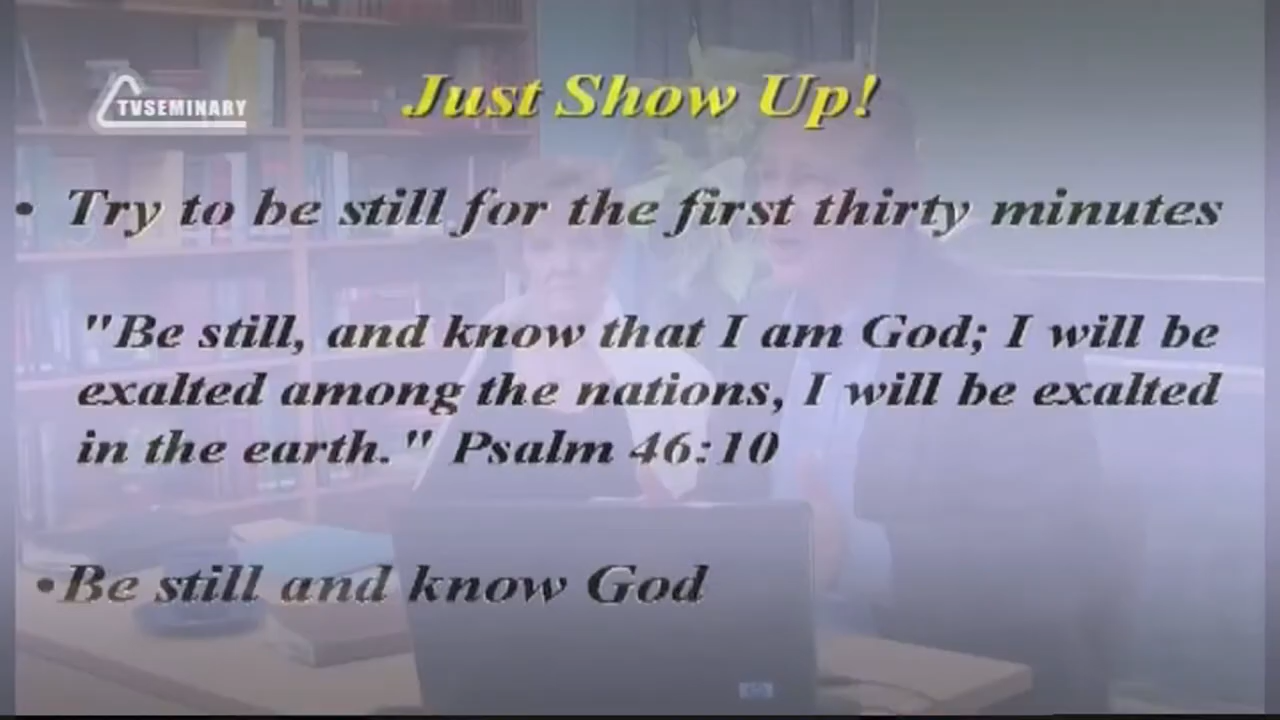 TVSEMINARY
Just Show Up!
• Try to be still for the first thirty minutes
"Be still, and know that I am God; I will be
exalted among the nations, I will be exalted
in the earth." Psalm 46:10
•Be still and know God